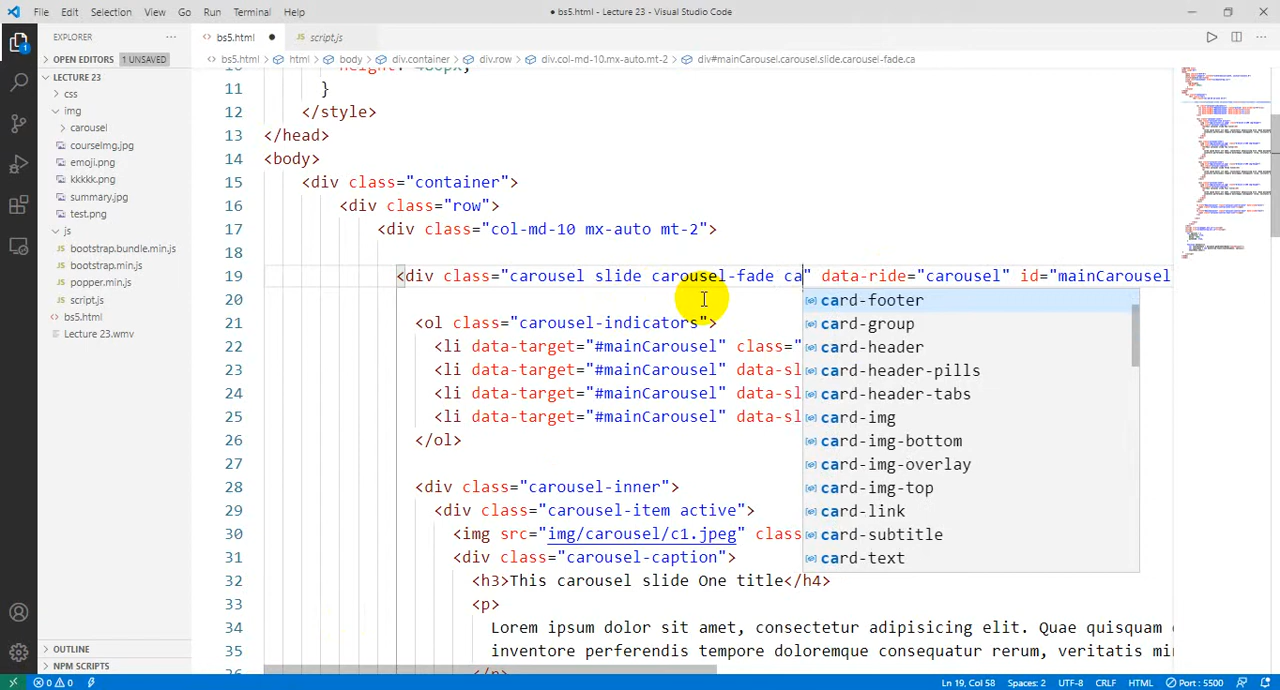 File Edit Selection View Go Run Terminal Help
● bs5.html - Lecture 23 - Visual Studio Code
EXPLORER
OPEN EDITORS 1 UNSAVED
LECTURE 23
css
img
carousel
courseImg.jpg
emoji.png
kkkkk.png
summary.jpg
test.png
js
bootstrap.bundle.min.js
bootstrap.min.js
popper.min.js
script.js
bs5.html
Lecture 23.wmv
OUTLINE
NPM SCRIPTS
bs5.html ● script.js
bs5.html > html > body > div.container > div.row > div.col-md-10.mx-auto.mt-2 > div#mainCarousel.carousel.slide.carousel-fade.ca
11 }
12 </style>
13 </head>
14 <body>
15 <div class="container">
16 <div class="row">
17 <div class="col-md-10 mx-auto mt-2">
18
19 <div class="carousel slide carousel-fade ca" data-ride="carousel" id="mainCarousel
20
21 <ol class="carousel-indicators">
22 <li data-target="#mainCarousel" class="
23 <li data-target="#mainCarousel" data-sl
24 <li data-target="#mainCarousel" data-sl
25 <li data-target="#mainCarousel" data-sl
26 </ol>
27
28 <div class="carousel-inner">
29 <div class="carousel-item active">
30 <img src="img/carousel/c1.jpeg" class
31 <div class="carousel-caption">
32 <h3>This carousel slide One title</h4>
33 <p>
34 Lorem ipsum dolor sit amet, consectetur adipisicing elit. Quae quisquam
35 inventore perferendis tempore doloremque consequatur rerum, veritatis min
card-footer
card-group
card-header
card-header-pills
card-header-tabs
card-img
card-img-bottom
card-img-overlay
card-img-top
card-link
card-subtitle
card-text
0 0 Ln 19, Col 58 Spaces: 2 UTF-8 CRLF HTML Port : 5500